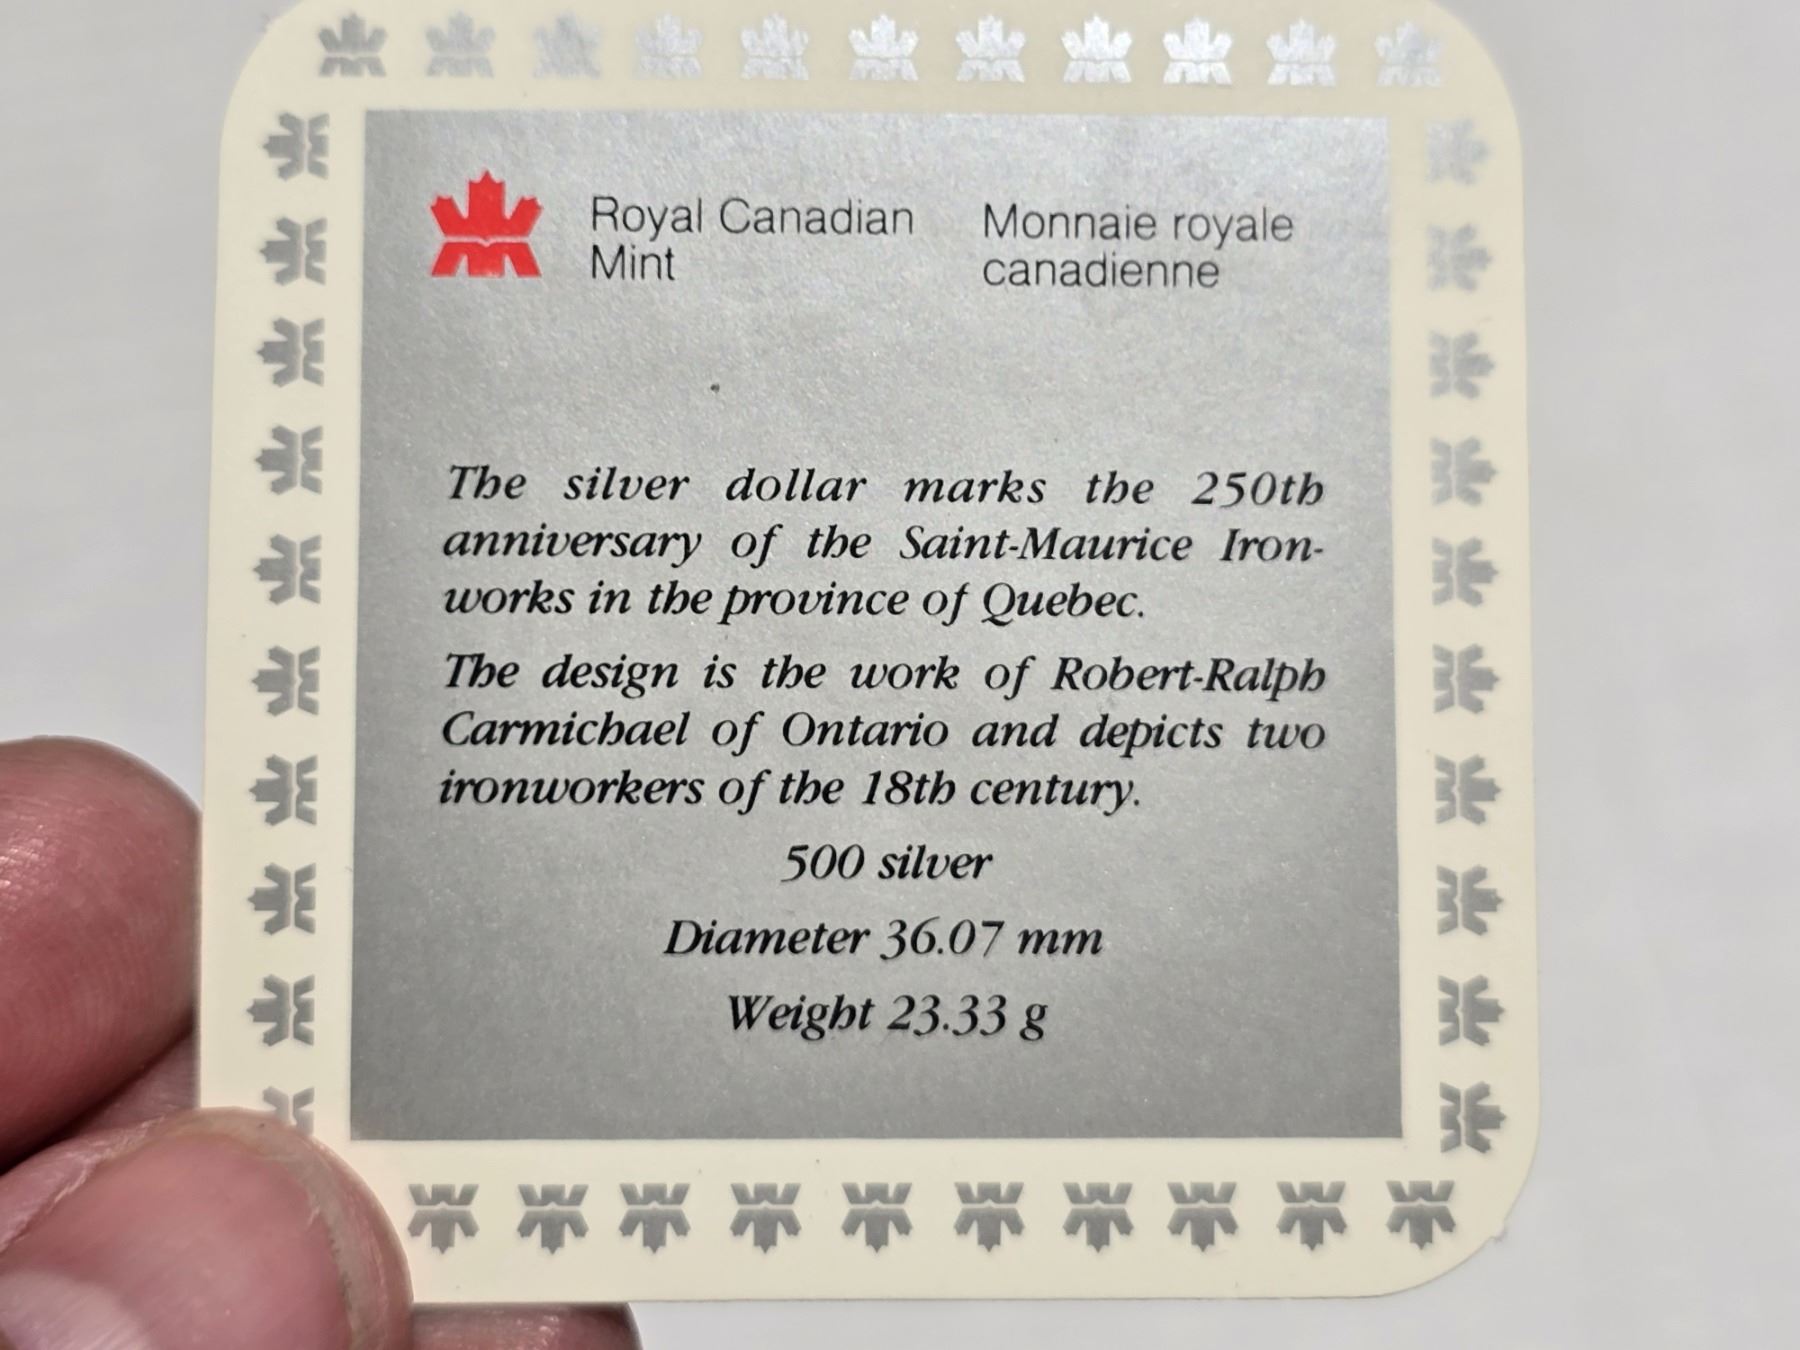 Royal Canadian Mint
Monnaie royale canadienne
The silver dollar marks the 250th
anniversary of the Saint-Maurice Iron-
works in the province of Quebec.
The design is the work of Robert-Ralph
Carmichael of Ontario and depicts two
ironworkers of the 18th century.
500 silver
Diameter 36.07 mm
Weight 23.33 g